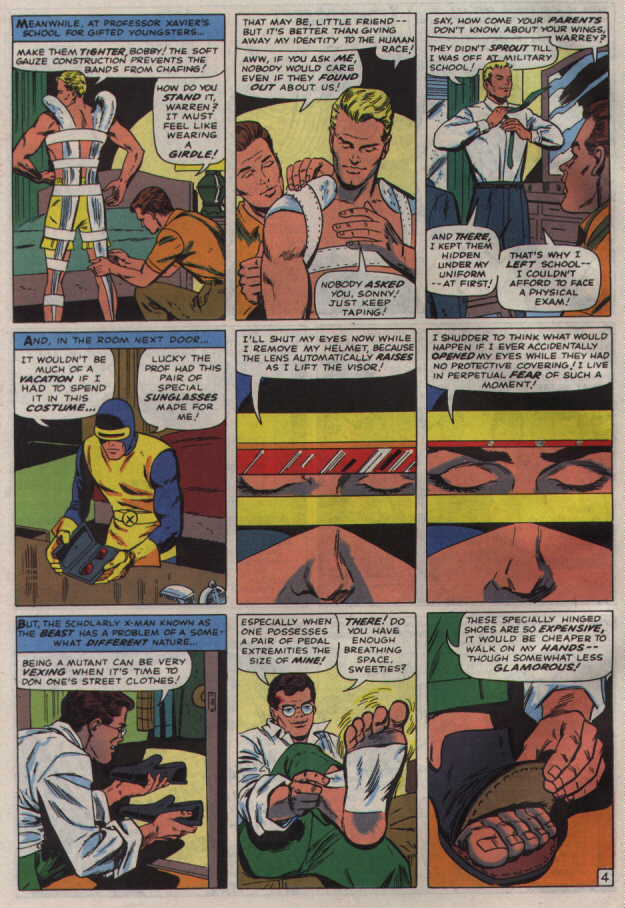 MEANWHILE, AT PROFESSOR XAVIER'S
SCHOOL FOR GIFTED YOUNGSTERS...
MAKE THEM TIGHTER, BOBBY! THE SOFT
GAUZE CONSTRUCTION PREVENTS THE
BANDS FROM CHAFING!
HOW DO YOU
STAND IT,
WARREN?
IT MUST
FEEL LIKE
WEARING
A
GIRDLE!
THAT MAY BE, LITTLE FRIEND--
BUT IT'S BETTER THAN GIVING
AWAY MY IDENTITY TO THE HUMAN
RACE!
AWW, IF YOU ASK ME,
NOBODY WOULD CARE
EVEN IF THEY FOUND
OUT ABOUT US!
NOBODY ASKED
YOU, SONNY!
JUST KEEP
TAPING!
SAY, HOW COME YOUR PARENTS
DON'T KNOW ABOUT YOUR WINGS,
WARREY?
THEY DIDN'T SPROUT TILL
I WAS OFF AT MILITARY
SCHOOL!
AND THERE,
I KEPT THEM
HIDDEN
UNDER MY
UNIFORM
--AT FIRST!
THAT'S WHY I
LEFT SCHOOL--
I COULDN'T
AFFORD TO FACE
A PHYSICAL
EXAM!
AND, IN THE ROOM NEXT DOOR...
IT WOULDN'T BE
MUCH OF A
VACATION IF I
HAD TO SPEND
IT IN THIS
COSTUME...
LUCKY THE
PROF HAD THIS
PAIR OF
SPECIAL
SUNGLASSES
MADE FOR
ME!
I'LL SHUT MY EYES NOW WHILE
I REMOVE MY HELMET, BECAUSE
THE LENS AUTOMATICALLY RAISES
AS I LIFT THE VISOR!
I SHUDDER TO THINK WHAT WOULD
HAPPEN IF I EVER ACCIDENTALLY
OPENED MY EYES WHILE THEY HAD
NO PROTECTIVE COVERING! I LIVE
IN PERPETUAL FEAR OF SUCH
A MOMENT!
BUT, THE SCHOLARLY X-MAN KNOWN AS
THE BEAST HAS A PROBLEM OF A SOME-
WHAT DIFFERENT NATURE...
BEING A MUTANT CAN BE VERY
VEXING WHEN IT'S TIME TO
DON ONE'S STREET CLOTHES!
ESPECIALLY WHEN
ONE POSSESSES
A PAIR OF PEDAL
EXTREMITIES THE
SIZE OF MINE!
THERE! DO
YOU HAVE
ENOUGH
BREATHING
SPACE,
SWEETIES?
THESE SPECIALLY HINGED
SHOES ARE SO EXPENSIVE,
IT WOULD BE CHEAPER TO
WALK ON MY HANDS--
THOUGH SOMEWHAT LESS
GLAMOROUS!
4